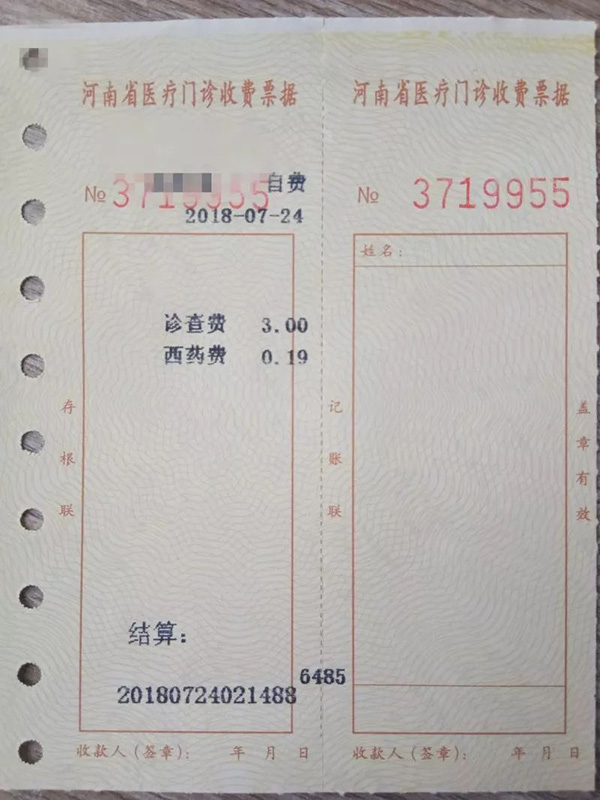 河南省医疗门诊收费票据
自费
№ 3719955
2018-07-24
诊查费 3.00
西药费 0.19
存根联
结算:
6485
20180724021488
收款人(签章): 年 月 日
河南省医疗门诊收费票据
№ 3719955
姓名:
记账联
盖章有效
收款人(签章): 年 月 日